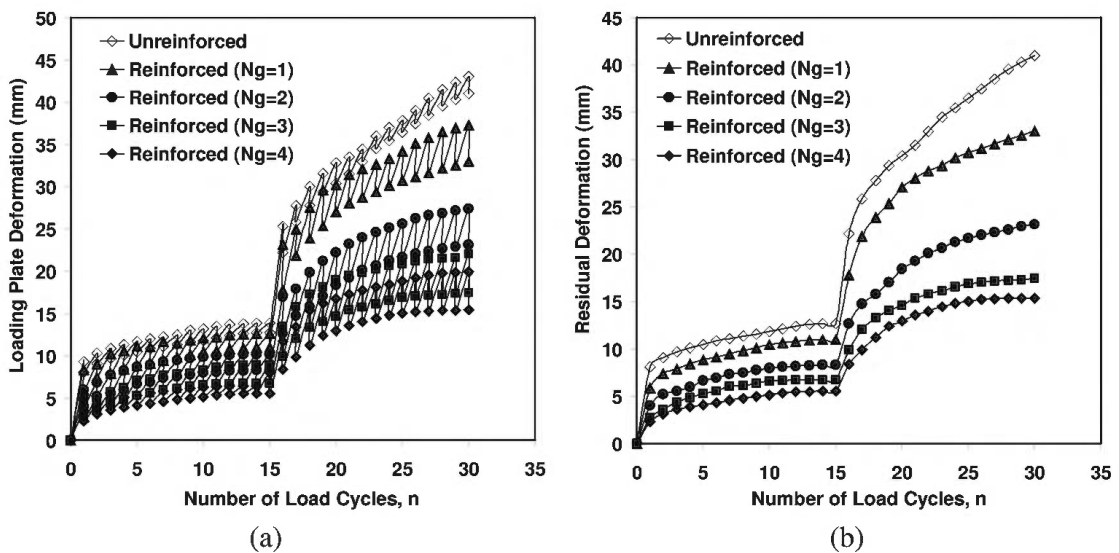 50
45
40
35
30
25
20
15
10
5
0
Loading Plate Deformation (mm)
Unreinforced
Reinforced (Ng=1)
Reinforced (Ng=2)
Reinforced (Ng=3)
Reinforced (Ng=4)
0 5 10 15 20 25 30 35
Number of Load Cycles, n
(a)
45
40
35
30
25
20
15
10
5
0
Residual Deformation (mm)
Unreinforced
Reinforced (Ng=1)
Reinforced (Ng=2)
Reinforced (Ng=3)
Reinforced (Ng=4)
0 5 10 15 20 25 30 35
Number of Load Cycles, n
(b)